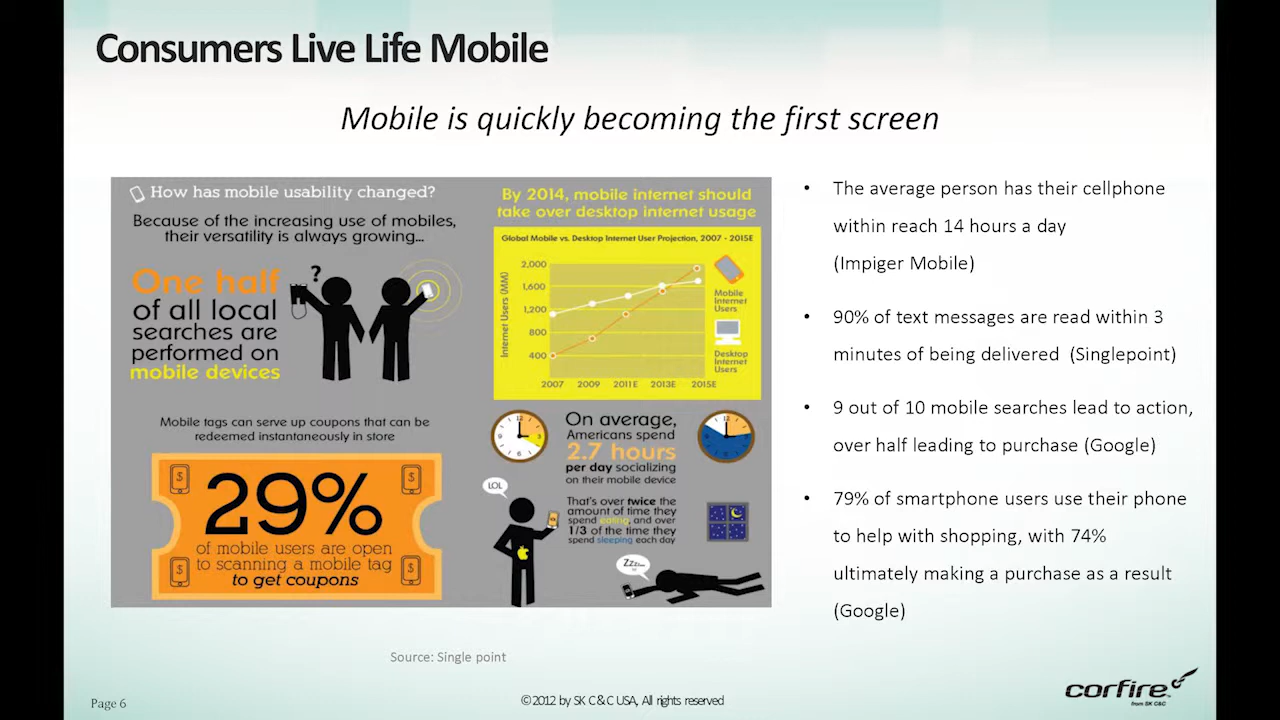 Consumers Live Life Mobile
Mobile is quickly becoming the first screen
How has mobile usability changed?
Because of the increasing use of mobiles,
their versatility is always growing...
One half
of all local
searches are
performed on
mobile devices
?
By 2014, mobile internet should
take over desktop internet usage
Global Mobile vs. Desktop Internet User Projection, 2007 - 2015E
Internet Users (MM)
2,000
1,600
1,200
800
400
2007 2009 2011E 2013E 2015E
Mobile
Internet
Users
Desktop
Internet
Users
Mobile tags can serve up coupons that can be
redeemed instantaneously in store
$ $
29%
of mobile users are open
to scanning a mobile tag
to get coupons
$ $
On average,
Americans spend
2.7 hours
per day socializing
on their mobile device
12
3
12
LOL
That's over twice the
amount of time they
spend eating, and over
1/3 of the time they
spend sleeping each day
Zzz...
• The average person has their cellphone
within reach 14 hours a day
(Impiger Mobile)
• 90% of text messages are read within 3
minutes of being delivered (Singlepoint)
• 9 out of 10 mobile searches lead to action,
over half leading to purchase (Google)
• 79% of smartphone users use their phone
to help with shopping, with 74%
ultimately making a purchase as a result
(Google)
Source: Single point
Page 6
©2012 by SK C&C USA, All rights reserved
corfire
from SK C&C